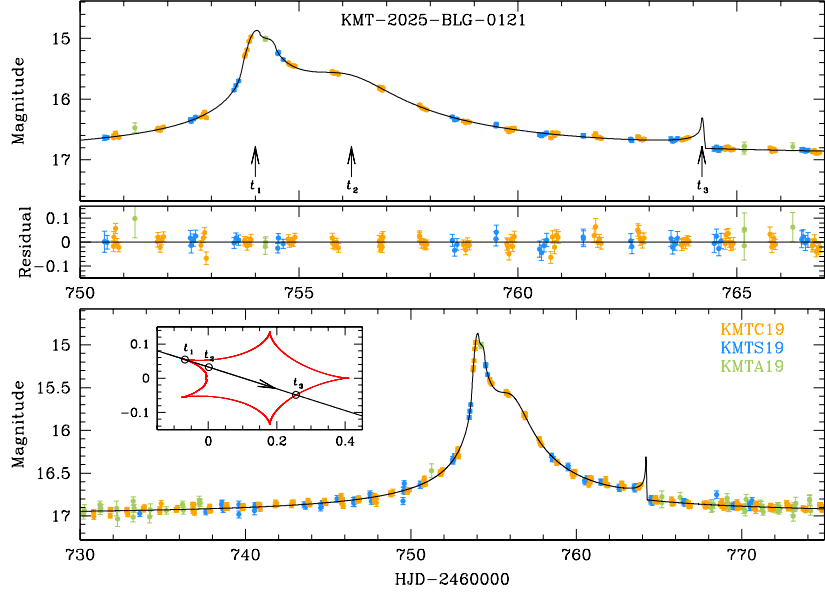 KMT-2025-BLG-0121
15
16
17
Magnitude
t1
t2
t3
0.1
0
-0.1
Residual
750
755
760
765
KMTC19
KMTS19
KMTA19
0.1
0
-0.1
t1
t2
t3
0
0.2
0.4
15
15.5
16
16.5
17
Magnitude
730
740
750
760
770
HJD-2460000